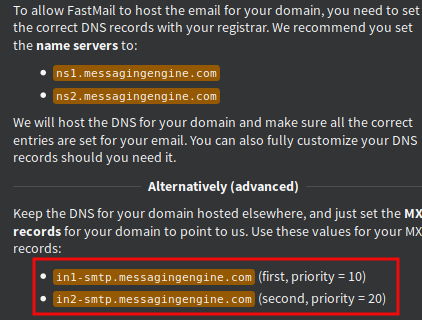 To allow FastMail to host the email for your domain, you need to set
the correct DNS records with your registrar. We recommend you set
the name servers to:
• ns1.messagingengine.com
• ns2.messagingengine.com
We will host the DNS for your domain and make sure all the correct
entries are set for your email. You can also fully customize your DNS
records should you need it.
Alternatively (advanced)
Keep the DNS for your domain hosted elsewhere, and just set the MX
records for your domain to point to us. Use these values for your MX
records:
• in1-smtp.messagingengine.com (first, priority = 10)
• in2-smtp.messagingengine.com (second, priority = 20)